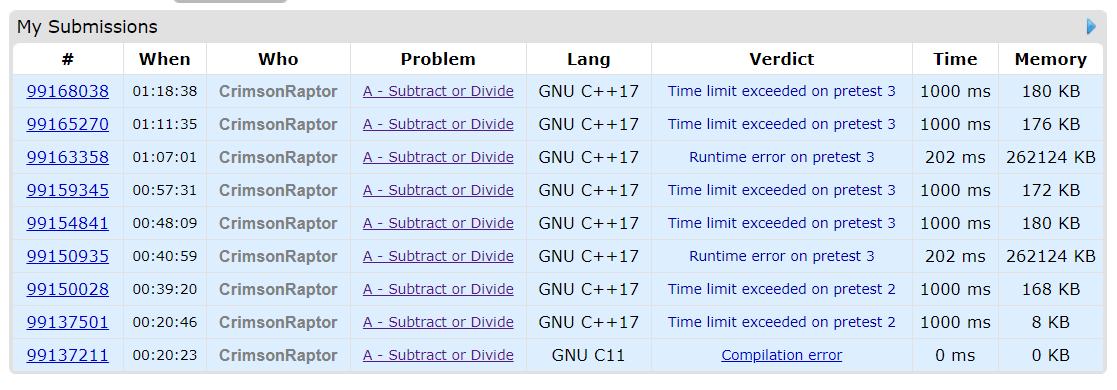 My Submissions
# When Who Problem Lang Verdict Time Memory
99168038 01:18:38 CrimsonRaptor A - Subtract or Divide GNU C++17 Time limit exceeded on pretest 3 1000 ms 180 KB
99165270 01:11:35 CrimsonRaptor A - Subtract or Divide GNU C++17 Time limit exceeded on pretest 3 1000 ms 176 KB
99163358 01:07:01 CrimsonRaptor A - Subtract or Divide GNU C++17 Runtime error on pretest 3 202 ms 262124 KB
99159345 00:57:31 CrimsonRaptor A - Subtract or Divide GNU C++17 Time limit exceeded on pretest 3 1000 ms 172 KB
99154841 00:48:09 CrimsonRaptor A - Subtract or Divide GNU C++17 Time limit exceeded on pretest 3 1000 ms 180 KB
99150935 00:40:59 CrimsonRaptor A - Subtract or Divide GNU C++17 Runtime error on pretest 3 202 ms 262124 KB
99150028 00:39:20 CrimsonRaptor A - Subtract or Divide GNU C++17 Time limit exceeded on pretest 2 1000 ms 168 KB
99137501 00:20:46 CrimsonRaptor A - Subtract or Divide GNU C++17 Time limit exceeded on pretest 2 1000 ms 8 KB
99137211 00:20:23 CrimsonRaptor A - Subtract or Divide GNU C11 Compilation error 0 ms 0 KB